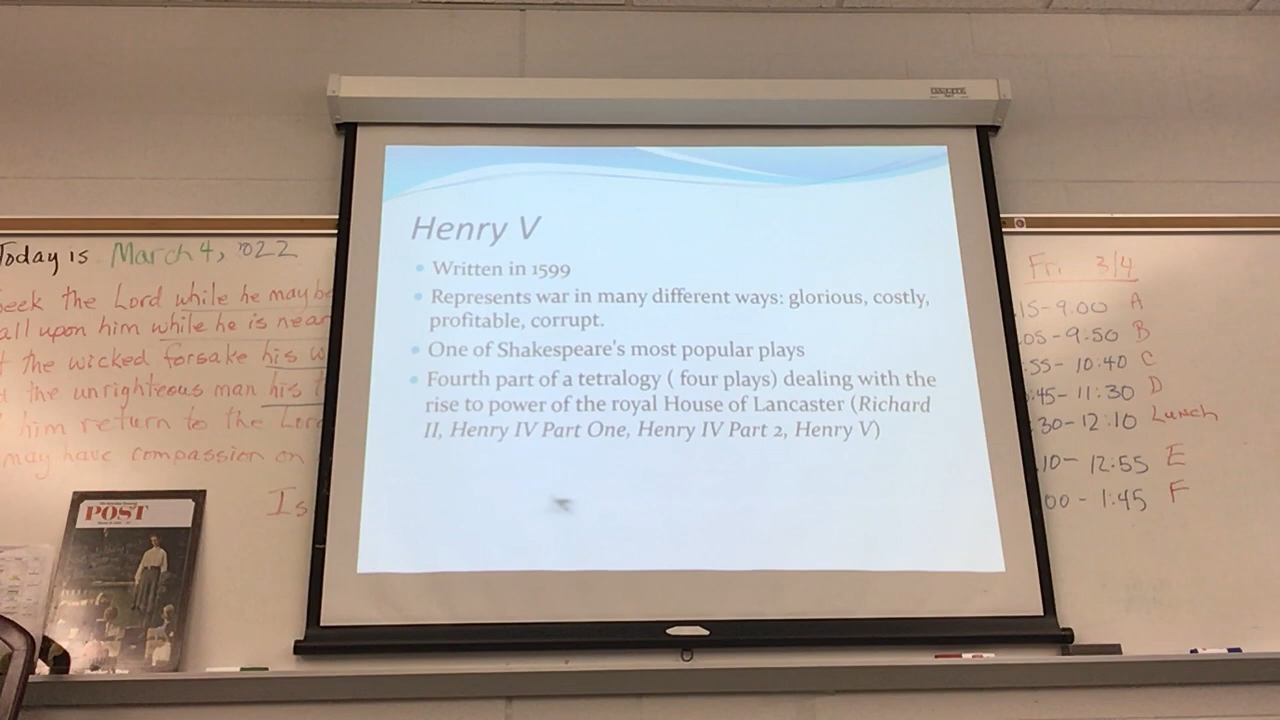 Today is March 4, 2022
seek the Lord while he may be
all upon him while he is near
the wicked forsake his
the unrighteous man his
him return to the Lord
may have compassion on
Is
POST
Henry V
Written in 1599
Represents war in many different ways: glorious, costly,
profitable, corrupt.
One of Shakespeare's most popular plays
Fourth part of a tetralogy ( four plays) dealing with the
rise to power of the royal House of Lancaster (Richard
II, Henry IV Part One, Henry IV Part 2, Henry V)
Fri 3/4
15-9:00 A
05-9:50 B
55-10:40 C
:45-11:30 D
30-12:10 Lunch
10-12:55 E
00-1:45 F